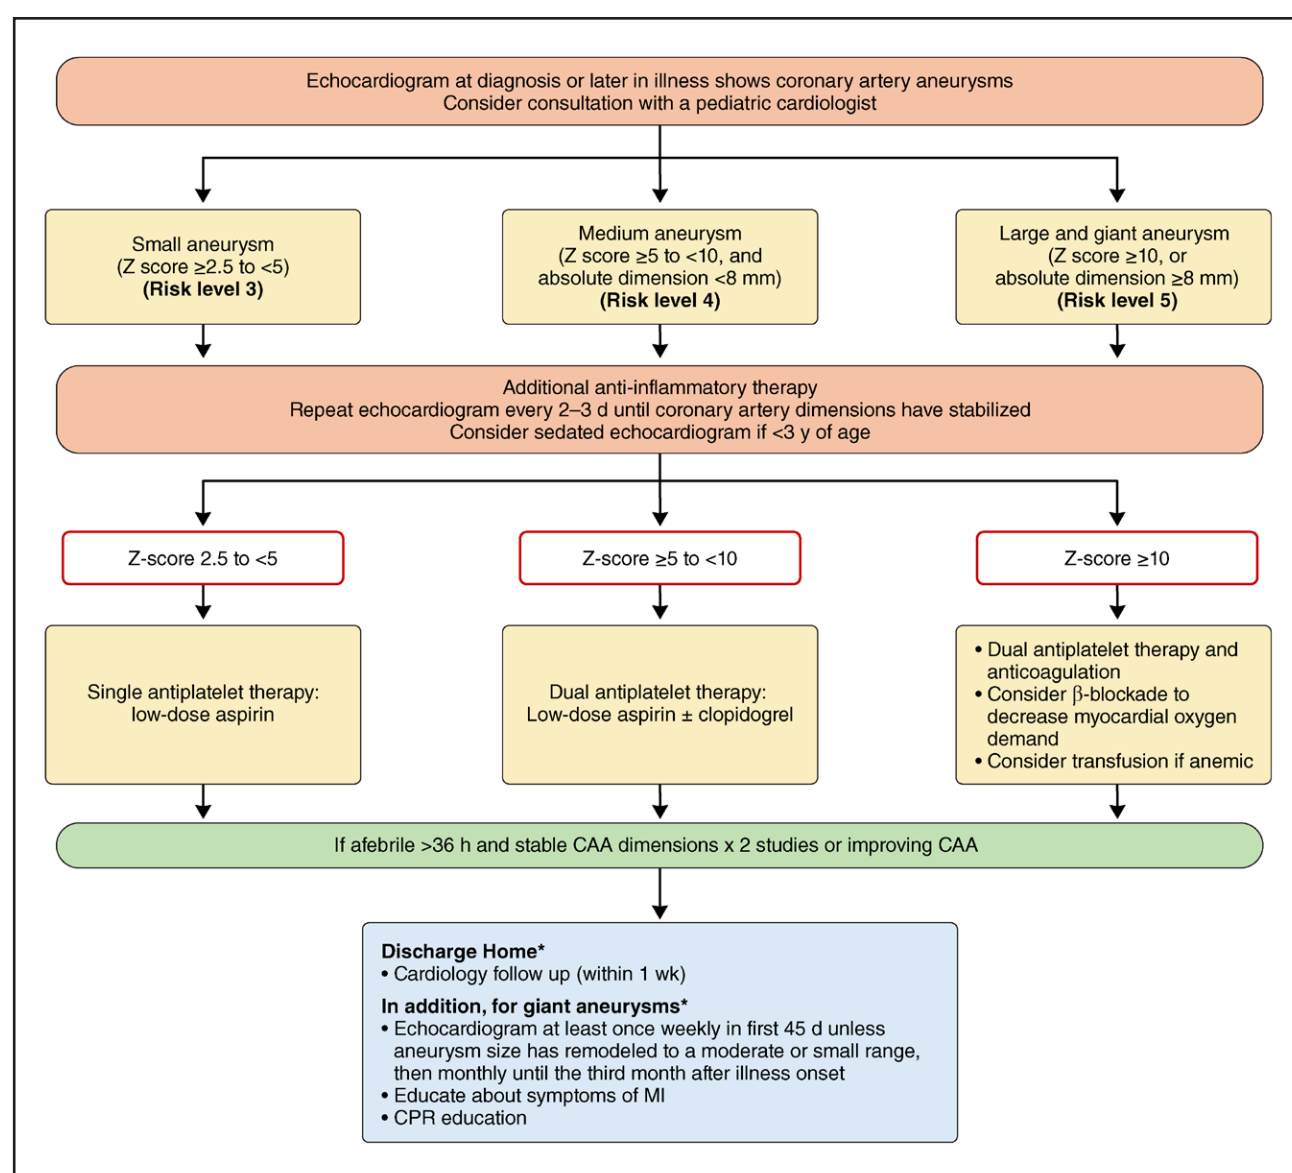 Echocardiogram at diagnosis or later in illness shows coronary artery aneurysms
Consider consultation with a pediatric cardiologist
Small aneurysm
(Z score ≥2.5 to <5)
(Risk level 3)
Medium aneurysm
(Z score ≥5 to <10, and
absolute dimension <8 mm)
(Risk level 4)
Large and giant aneurysm
(Z score ≥10, or
absolute dimension ≥8 mm)
(Risk level 5)
Additional anti-inflammatory therapy
Repeat echocardiogram every 2–3 d until coronary artery dimensions have stabilized
Consider sedated echocardiogram if <3 y of age
Z-score 2.5 to <5
Z-score ≥5 to <10
Z-score ≥10
Single antiplatelet therapy:
low-dose aspirin
Dual antiplatelet therapy:
Low-dose aspirin ± clopidogrel
• Dual antiplatelet therapy and
anticoagulation
• Consider β-blockade to
decrease myocardial oxygen
demand
• Consider transfusion if anemic
If afebrile >36 h and stable CAA dimensions x 2 studies or improving CAA
Discharge Home*
• Cardiology follow up (within 1 wk)
In addition, for giant aneurysms*
• Echocardiogram at least once weekly in first 45 d unless
aneurysm size has remodeled to a moderate or small range,
then monthly until the third month after illness onset
• Educate about symptoms of MI
• CPR education